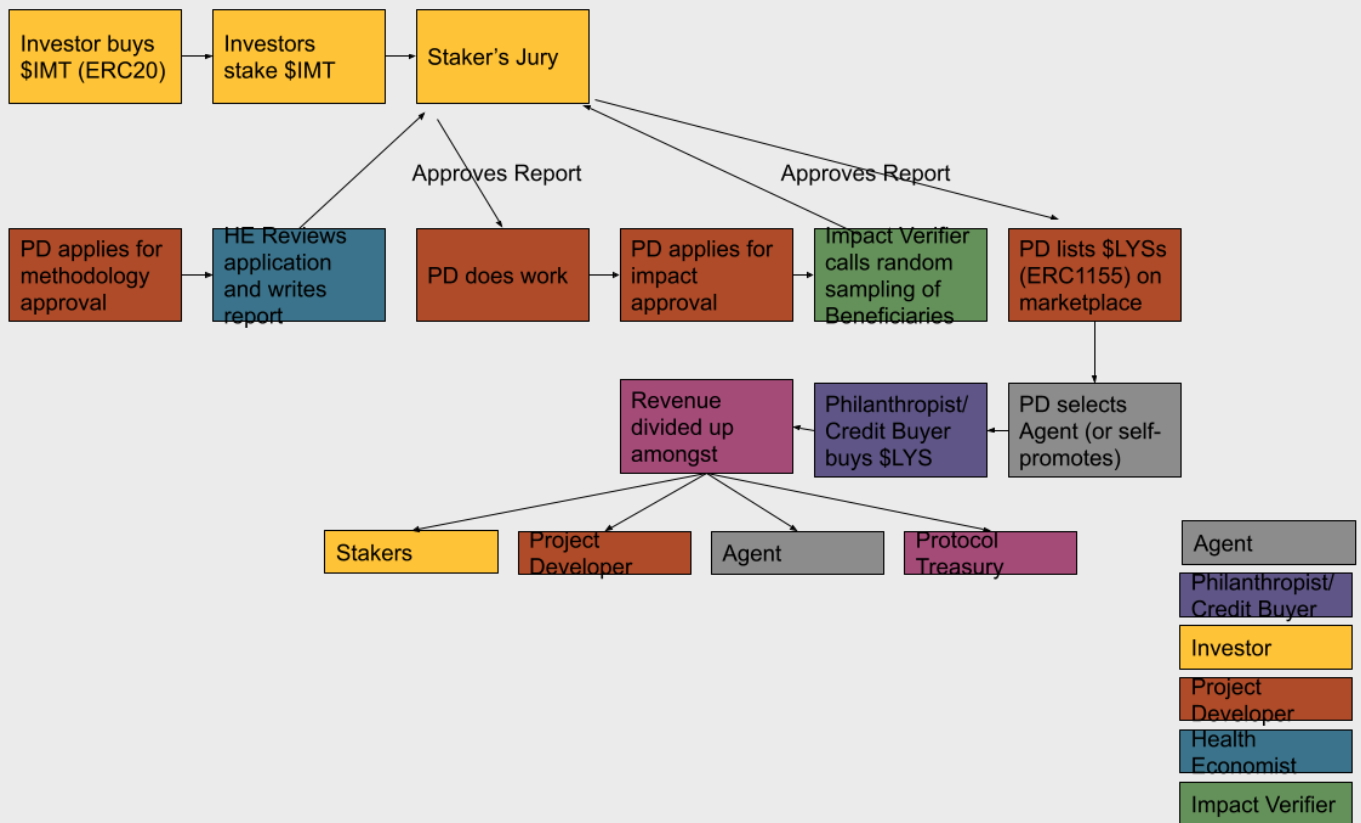 Investor buys
$IMT (ERC20)
Investors
stake $IMT
Staker’s Jury
Approves Report
Approves Report
PD applies for
methodology
approval
HE Reviews
application
and writes
report
PD does work
PD applies for
impact
approval
Impact Verifier
calls random
sampling of
Beneficiaries
PD lists $LYSs
(ERC1155) on
marketplace
Revenue
divided up
amongst
Philanthropist/
Credit Buyer
buys $LYS
PD selects
Agent (or self-
promotes)
Stakers
Project
Developer
Agent
Protocol
Treasury
Agent
Philanthropist/
Credit Buyer
Investor
Project
Developer
Health
Economist
Impact Verifier